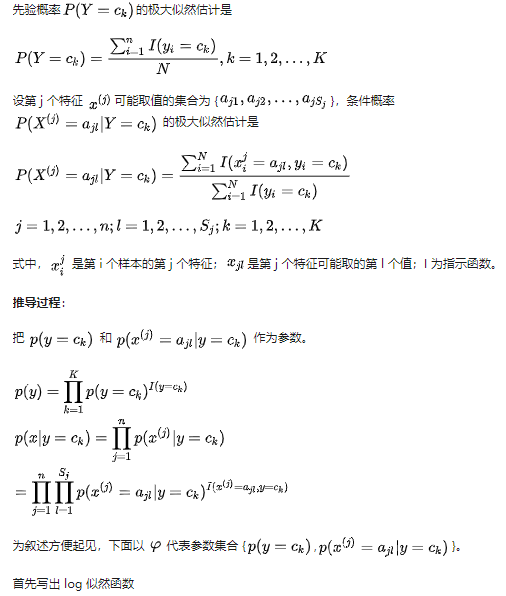 先验概率 P(Y = c_k) 的极大似然估计是
P(Y = c_k) = \frac{\sum_{i-1}^{n} I(y_i = c_k)}{N}, k = 1, 2, \dots, K
设第 j 个特征 x^{(j)} 可能取值的集合为 {a_{j1}, a_{j2}, \dots, a_{jS_j} }，条件概率
P(X^{(j)} = a_{jl}|Y = c_k) 的极大似然估计是
P(X^{(j)} = a_{jl}|Y = c_k) = \frac{\sum_{i=1}^{N} I(x_i^j = a_{jl}, y_i = c_k)}{\sum_{i-1}^{N} I(y_i = c_k)}
j = 1, 2, \dots, n; l = 1, 2, \dots, S_j; k = 1, 2, \dots, K
式中， x_i^j 是第 i 个样本的第 j 个特征； x_{jl} 是第 j 个特征可能取的第 l 个值；I 为指示函数。
推导过程：
把 p(y = c_k) 和 p(x^{(j)} = a_{jl}|y = c_k) 作为参数。
p(y) = \prod_{k=1}^{K} p(y = c_k)^{I(y=c_k)}
p(x|y = c_k) = \prod_{j=1}^{n} p(x^{(j)}|y = c_k)
= \prod_{j=1}^{n} \prod_{l-1}^{S_j} p(x^{(j)} = a_{jl}|y = c_k)^{I(x^{(j)}=a_{jl},y=c_k)}
为叙述方便起见，下面以 φ 代表参数集合 {p(y = c_k) , p(x^{(j)} = a_{jl}|y = c_k) }。
首先写出 log 似然函数